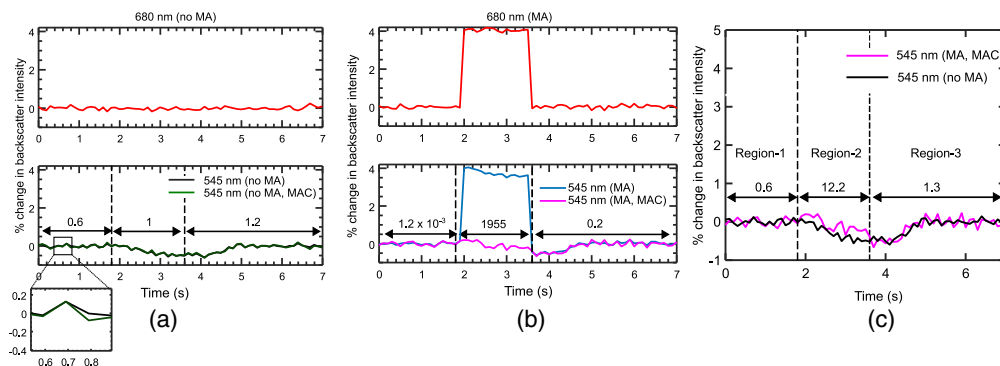 680 nm (no MA)
% change in backscatter intensity
4
2
0
0 1 2 3 4 5 6 7
545 nm (no MA)
545 nm (no MA, MAC)
4
2
0
0.6
1
1.2
0 1 2 3 4 5 6 7
Time (s)
0.2
0
-0.4
0.6 0.7 0.8
(a)
680 nm (MA)
% change in backscatter intensity
4
2
0
0 1 2 3 4 5 6 7
545 nm (MA)
545 nm (MA, MAC)
4
2
0
1.2 x 10⁻³
1955
0.2
0 1 2 3 4 5 6 7
Time (s)
(b)
% change in backscatter intensity
5
4
3
2
1
0
-1
545 nm (MA, MAC)
545 nm (no MA)
Region-1
Region-2
Region-3
0.6
12.2
1.3
0 2 4 6
Time (s)
(c)